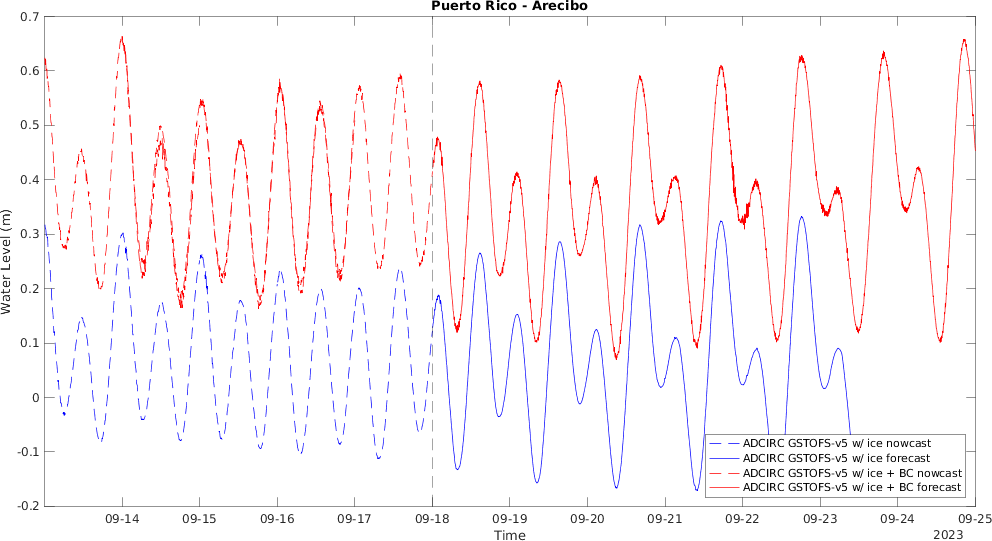 Puerto Rico - Arecibo
0.7
0.6
0.5
0.4
0.3
0.2
0.1
0
-0.1
-0.2
Water Level (m)
ADCIRC GSTOFS-v5 w/ ice nowcast
ADCIRC GSTOFS-v5 w/ ice forecast
ADCIRC GSTOFS-v5 w/ ice + BC nowcast
ADCIRC GSTOFS-v5 w/ ice + BC forecast
09-14 09-15 09-16 09-17 09-18 09-19 09-20 09-21 09-22 09-23 09-24 09-25
Time
2023